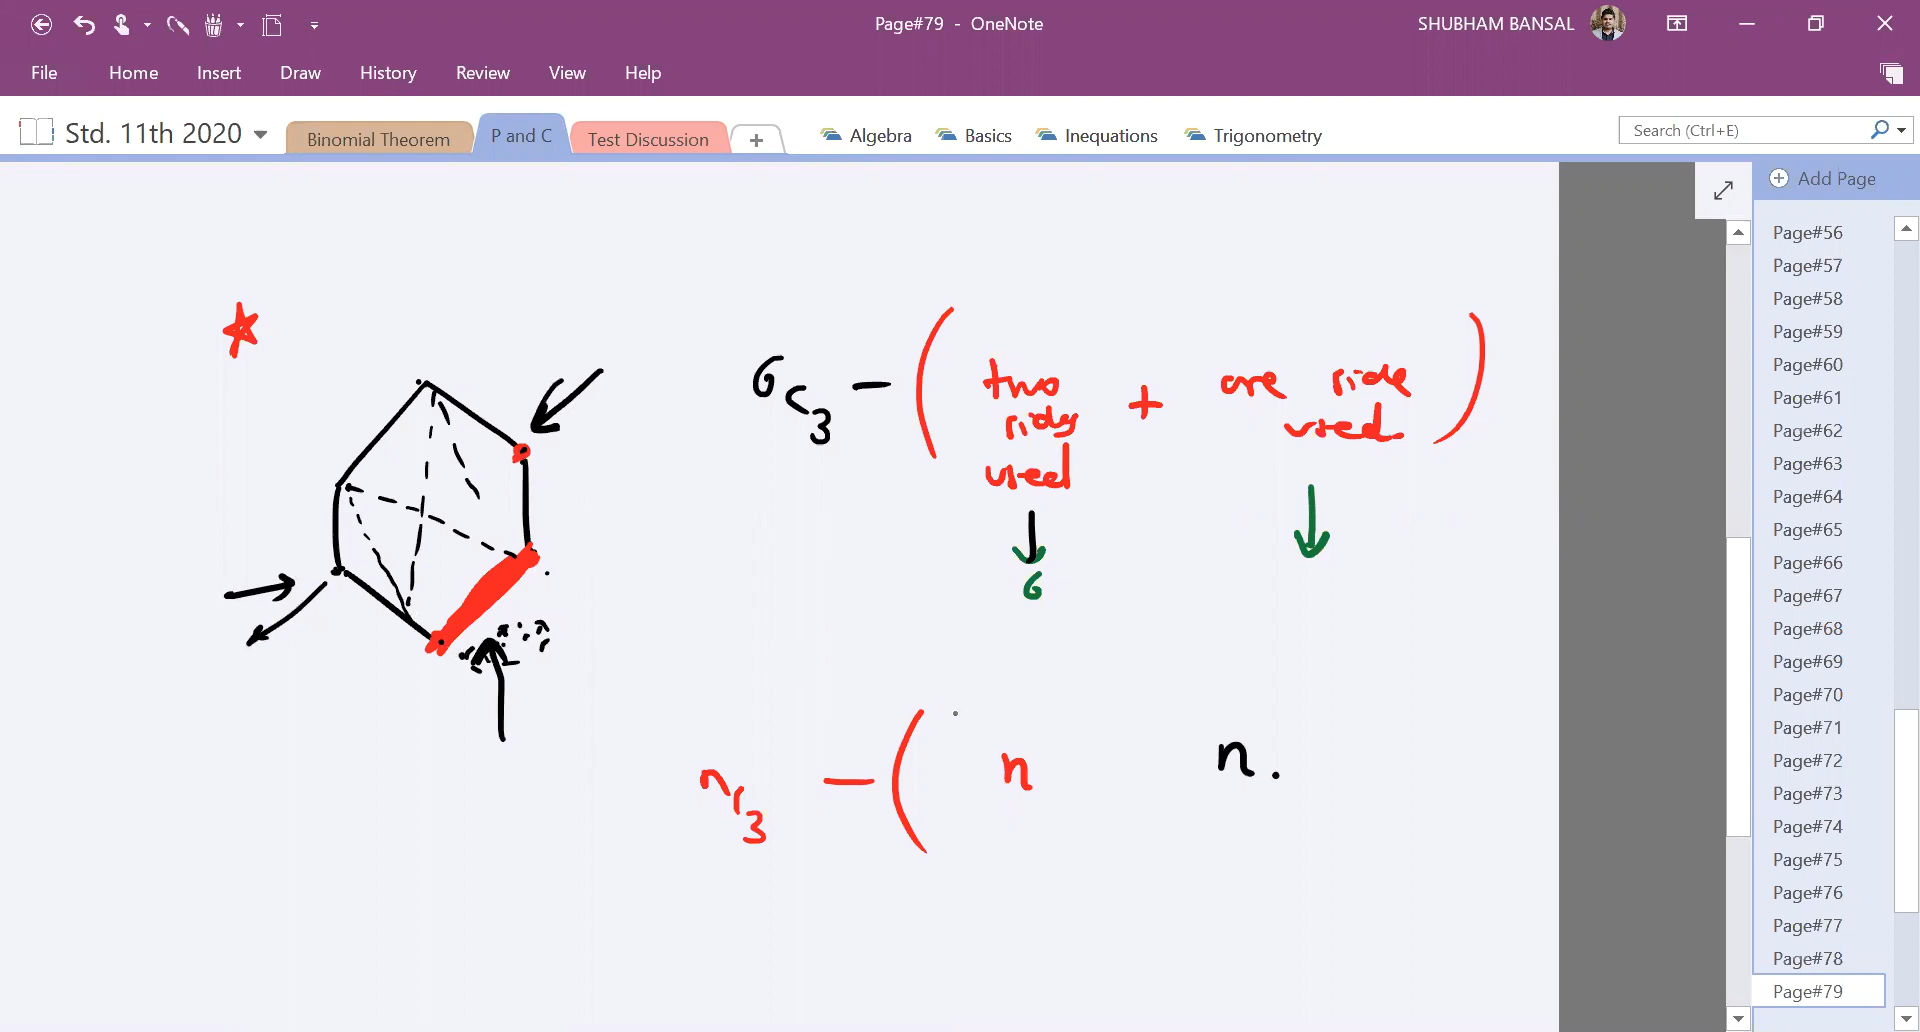 Page#79 - OneNote
SHUBHAM BANSAL
File Home Insert Draw History Review View Help
Std. 11th 2020
Binomial Theorem
P and C
Test Discussion
Algebra
Basics
Inequations
Trigonometry
Search (Ctrl+E)
Add Page
Page#56
Page#57
Page#58
Page#59
Page#60
Page#61
Page#62
Page#63
Page#64
Page#65
Page#66
Page#67
Page#68
Page#69
Page#70
Page#71
Page#72
Page#73
Page#74
Page#75
Page#76
Page#77
Page#78
Page#79
6C3 − ( two sides used + one side used )
6
nC3 − ( n n.